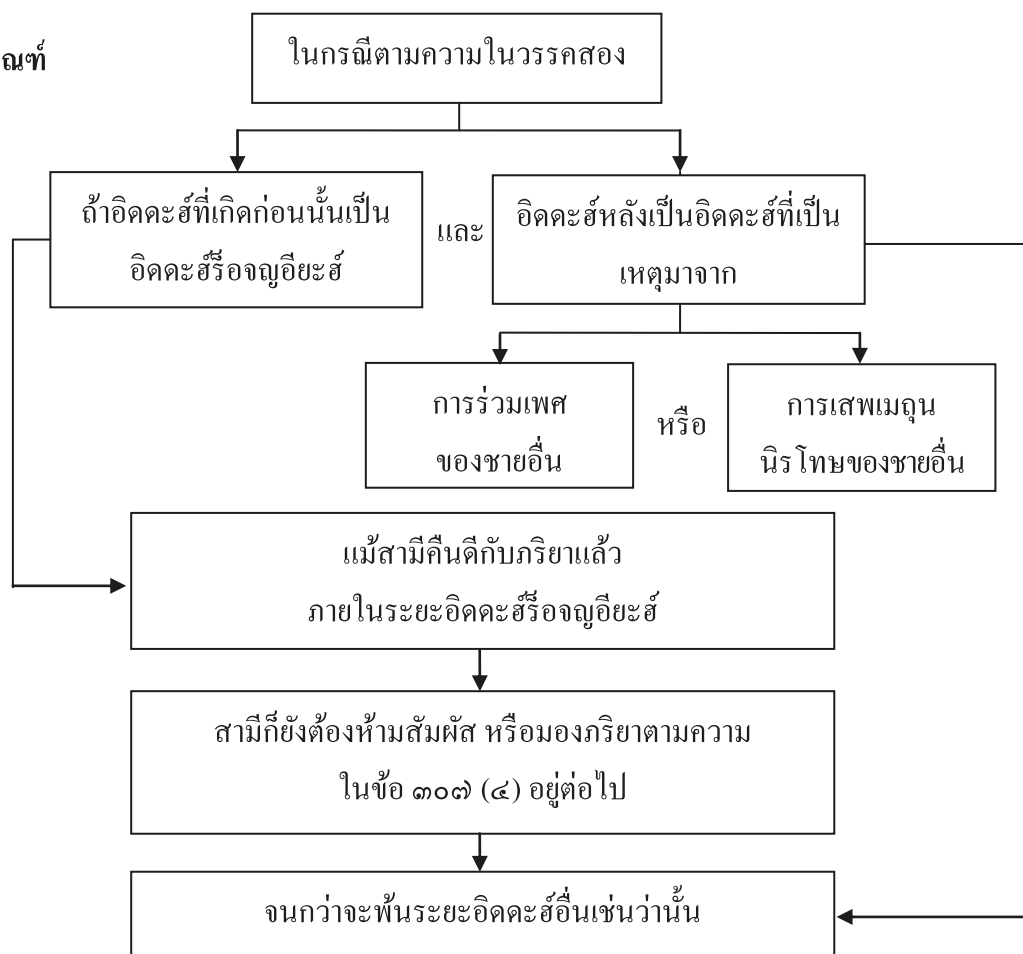 ณฑ์
ในกรณีตามความในวรรคสอง
ถ้าอิดดะฮ์ที่เกิดก่อนนั้นเป็น
อิดดะฮ์ร็อจญอียะฮ์
และ
อิดดะฮ์หลังเป็นอิดดะฮ์ที่เป็น
เหตุมาจาก
การร่วมเพศ
ของชายอื่น
หรือ
การเสพเมถุน
นิรโทษของชายอื่น
แม้สามีคืนดีกับภริยาแล้ว
ภายในระยะอิดดะฮ์ร็อจญอียะฮ์
สามีก็ยังต้องห้ามสัมผัส หรือมองภริยาตามความ
ในข้อ ๓๐๗ (๔) อยู่ต่อไป
จนกว่าจะพ้นระยะอิดดะฮ์อื่นเช่นว่านั้น